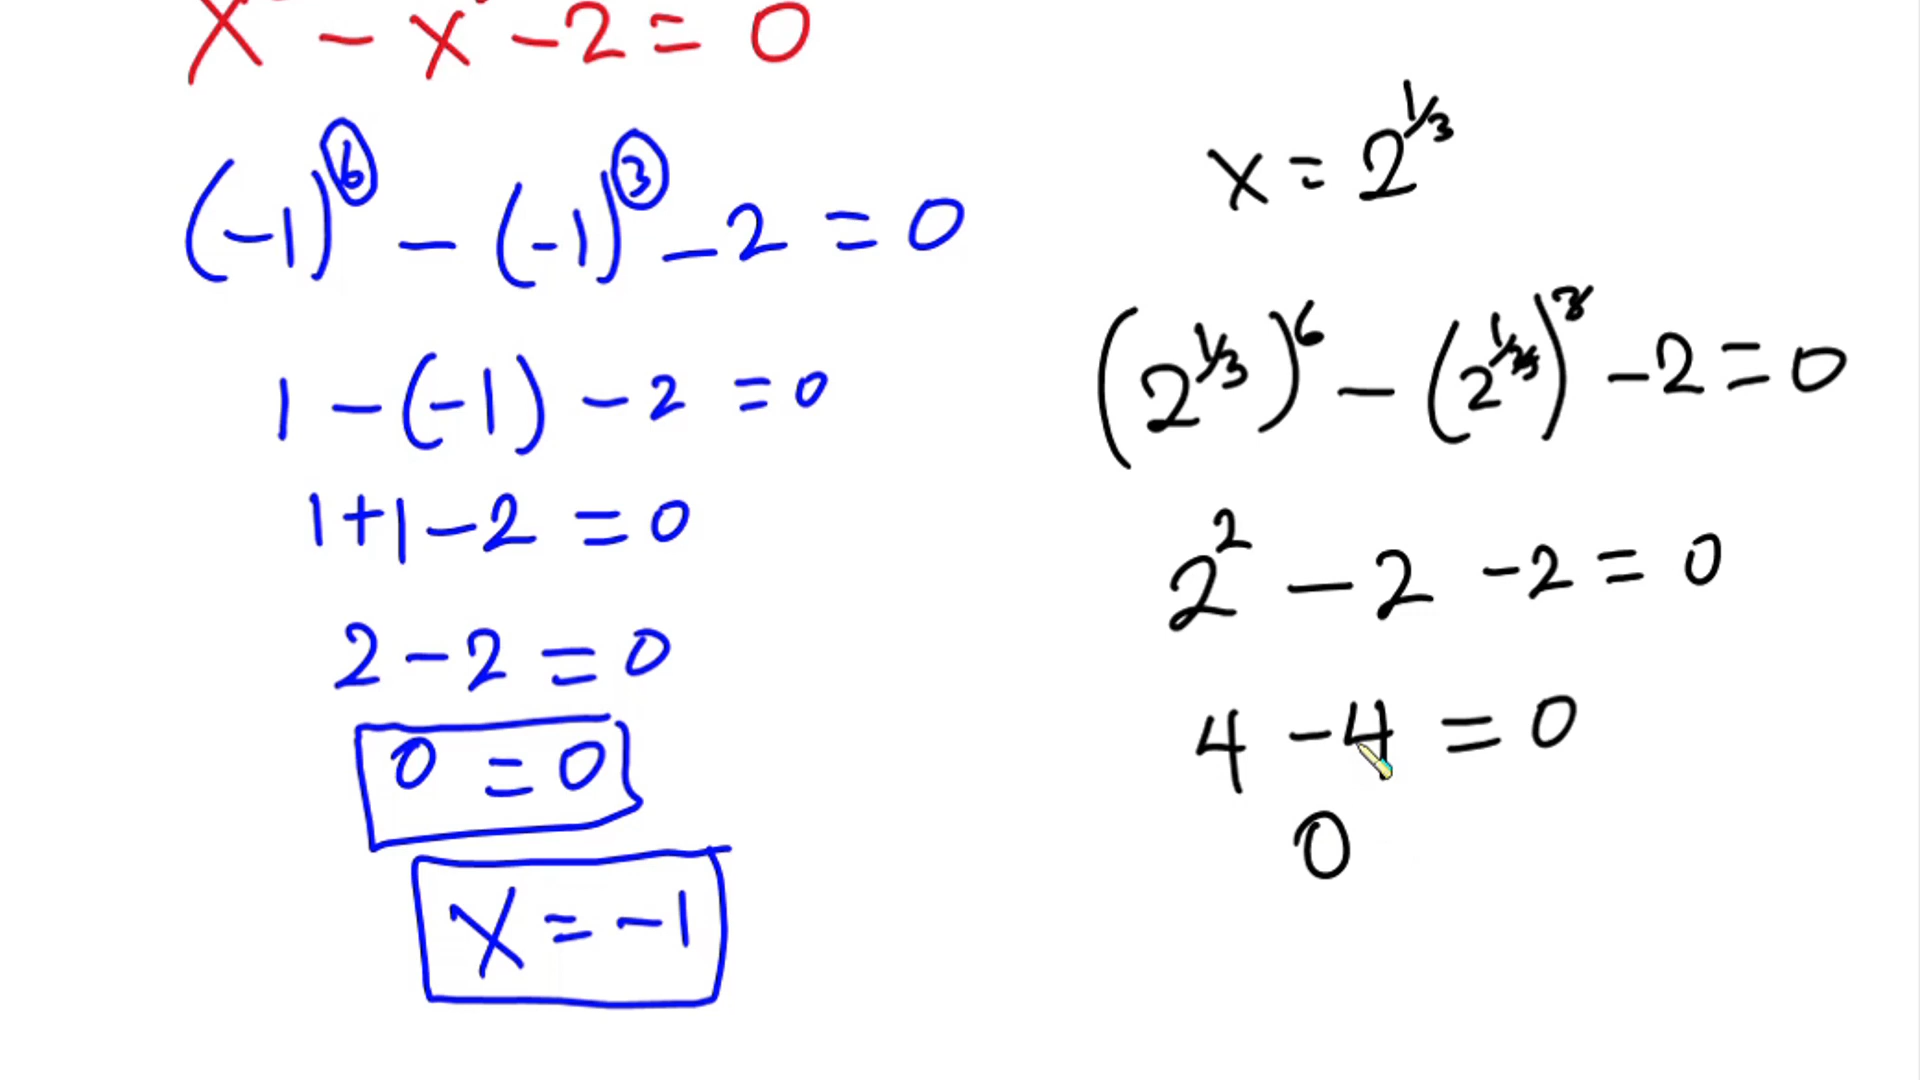 x - x - 2 = 0
(-1)⁶ - (-1)³ - 2 = 0
1 - (-1) - 2 = 0
1 + 1 - 2 = 0
2 - 2 = 0
0 = 0
x = -1
x = 2^1/3
(2^1/3)⁶ - (2^1/3)³ - 2 = 0
2² - 2 - 2 = 0
4 - 4 = 0
0